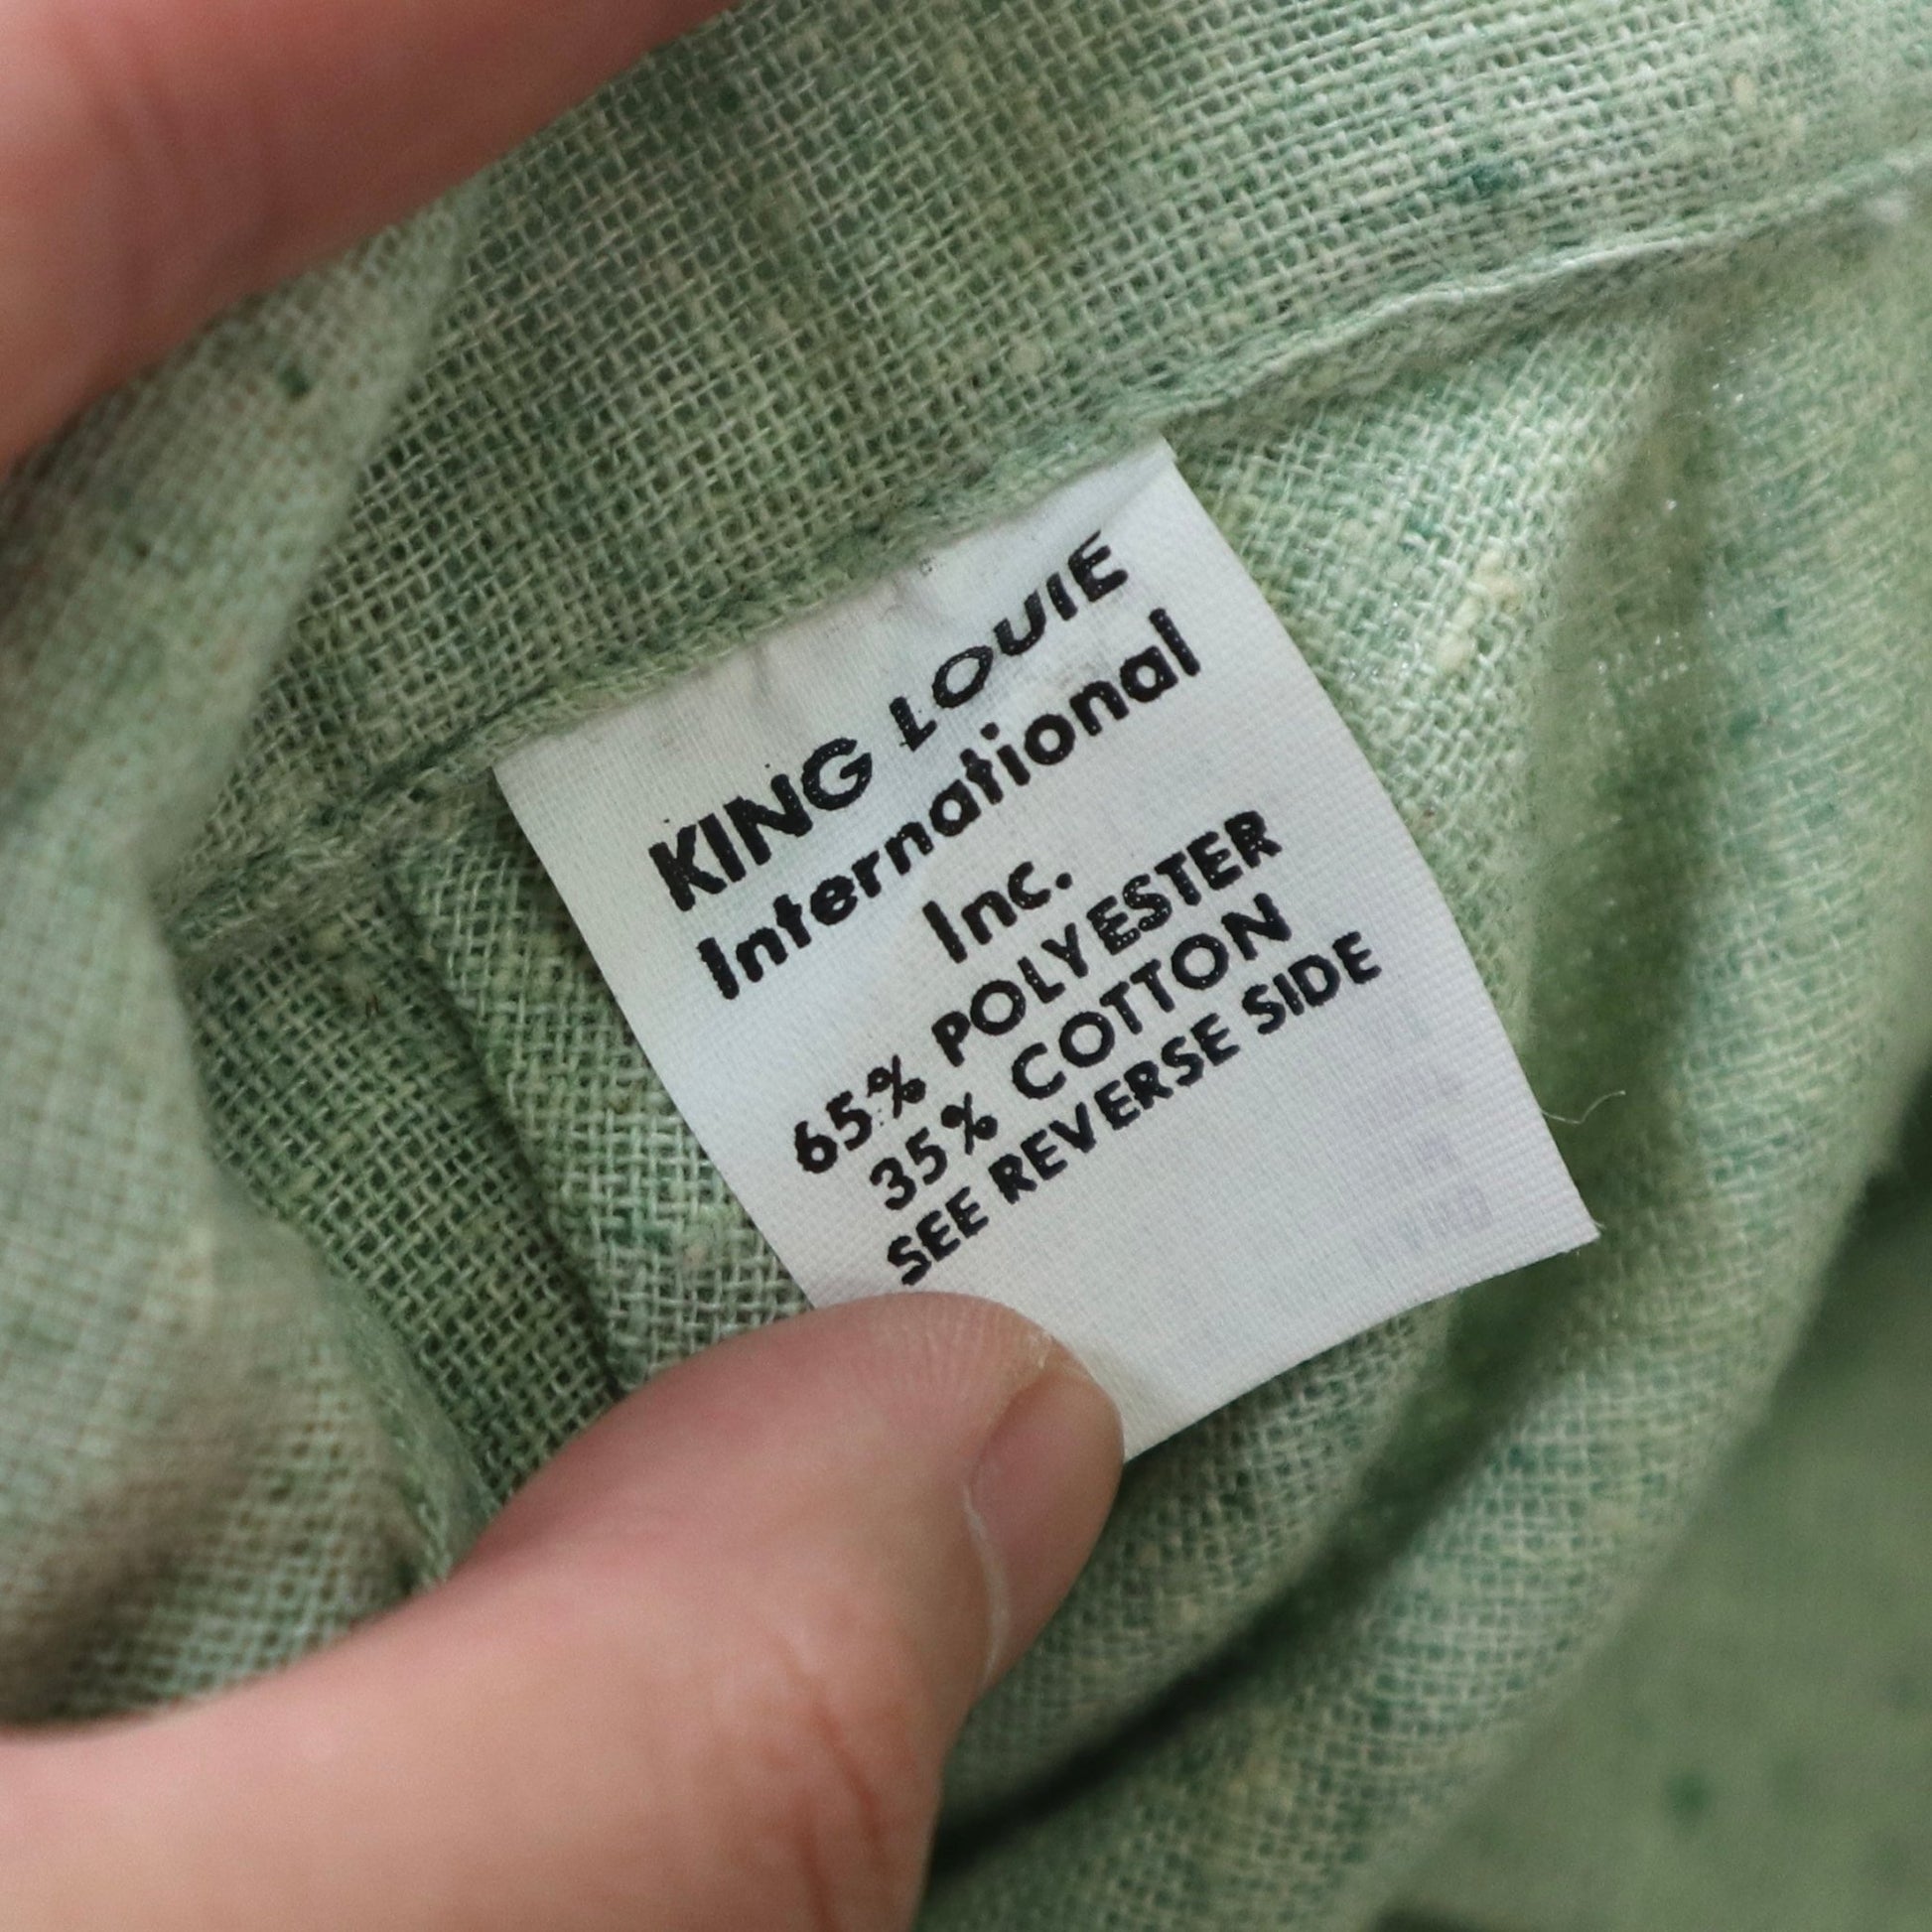 KING LOUIE
International
Inc.
65% POLYESTER
35% COTTON
SEE REVERSE SIDE